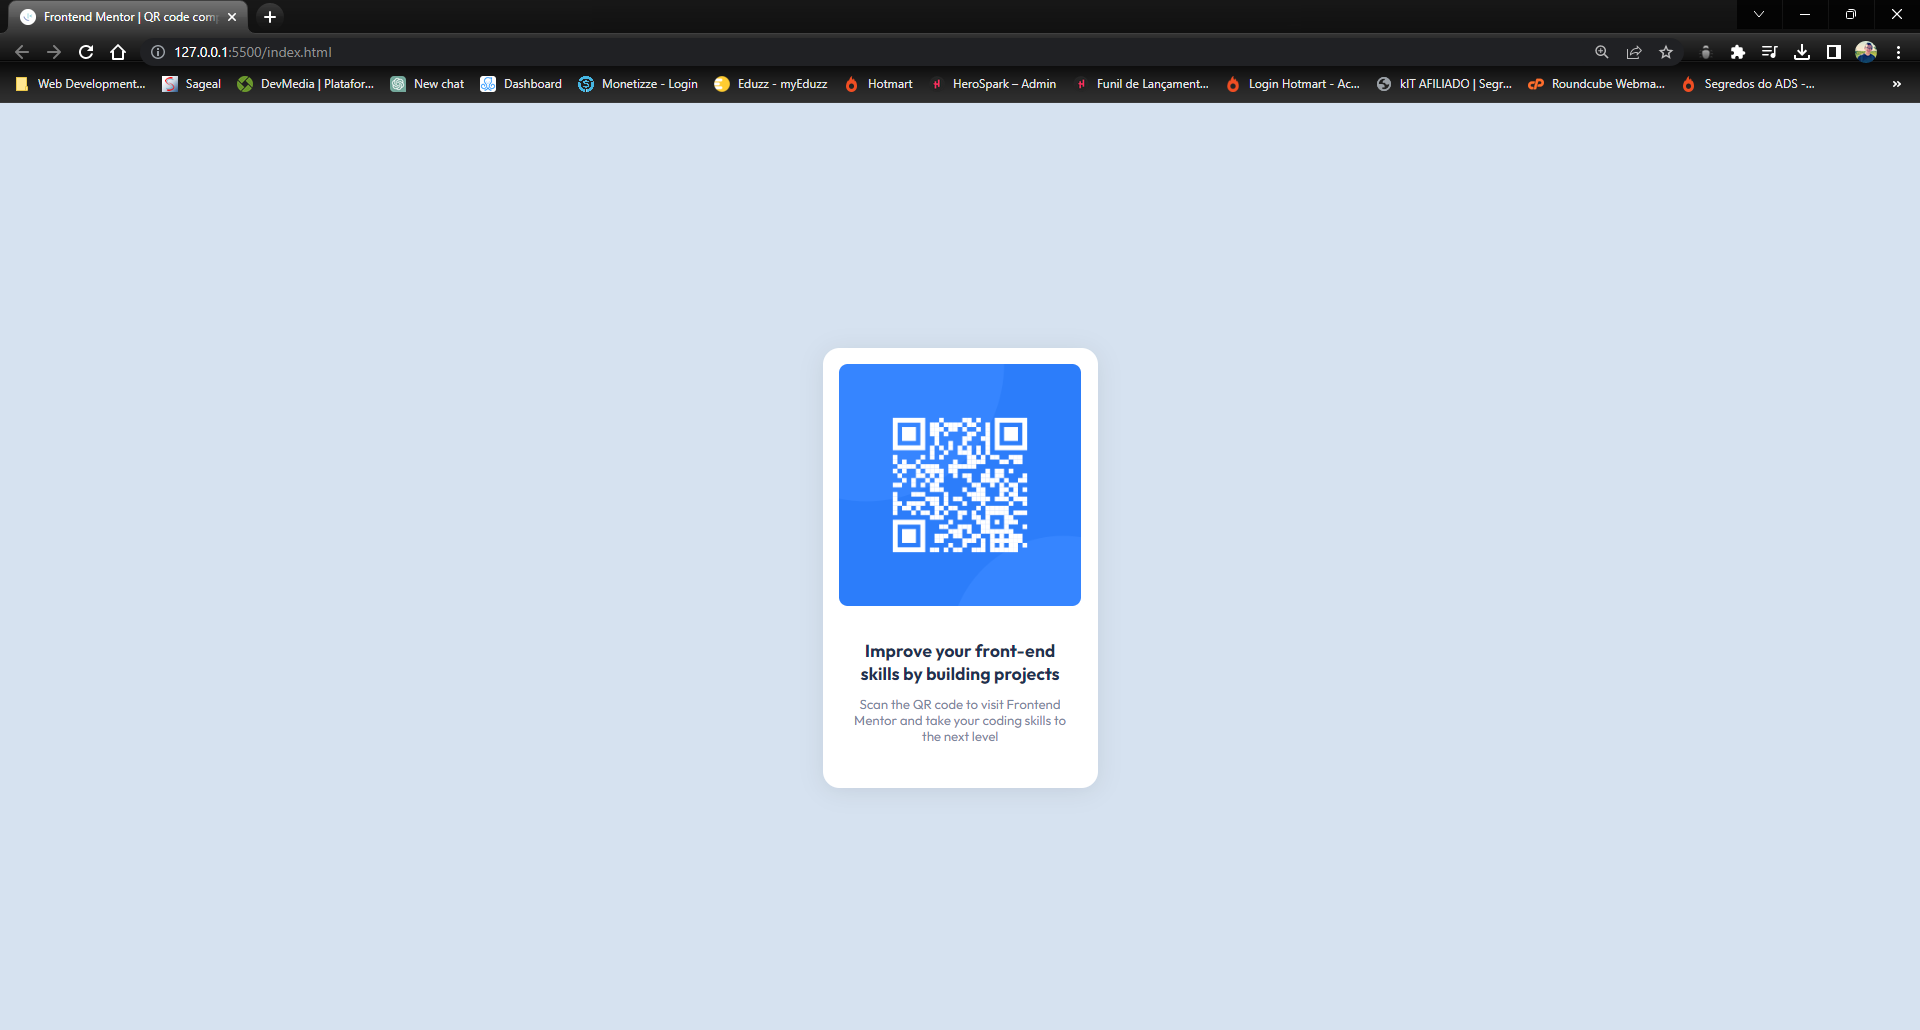 Frontend Mentor | QR code com
127.0.0.1:5500/index.html
Web Development... Sageal DevMedia | Platafor... New chat Dashboard Monetizze - Login Eduzz - myEduzz Hotmart HeroSpark – Admin Funil de Lançament... Login Hotmart - Ac... kIT AFILIADO | Segr... Roundcube Webma... Segredos do ADS -...
Improve your front-end
skills by building projects
Scan the QR code to visit Frontend
Mentor and take your coding skills to
the next level